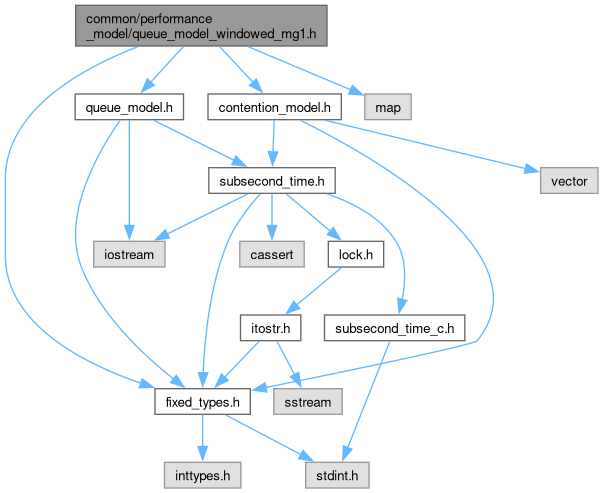 common/performance
_model/queue_model_windowed_mg1.h
queue_model.h
contention_model.h
map
subsecond_time.h
vector
iostream
cassert
lock.h
itostr.h
subsecond_time_c.h
fixed_types.h
sstream
inttypes.h
stdint.h